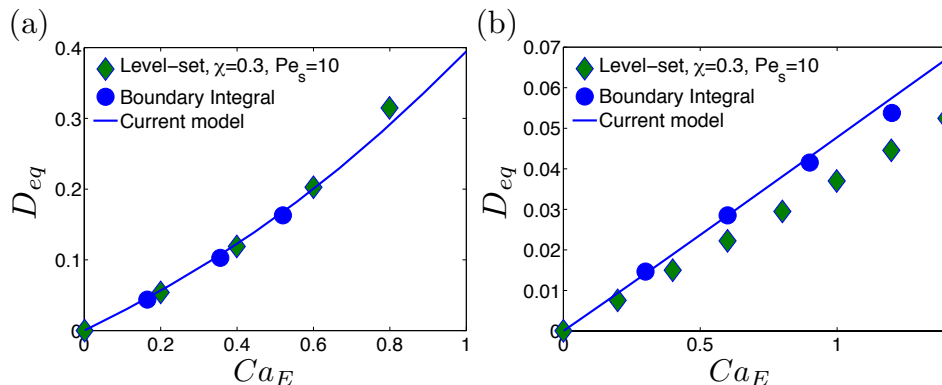 (a)
0.4
0.3
0.2
0.1
0
D_eq
Level-set, χ=0.3, Pe_s=10
Boundary Integral
Current model
0 0.2 0.4 0.6 0.8 1
Ca_E
(b)
0.07
0.06
0.05
0.04
0.03
0.02
0.01
0
D_eq
Level-set, χ=0.3, Pe_s=10
Boundary Integral
Current model
0 0.5 1
Ca_E